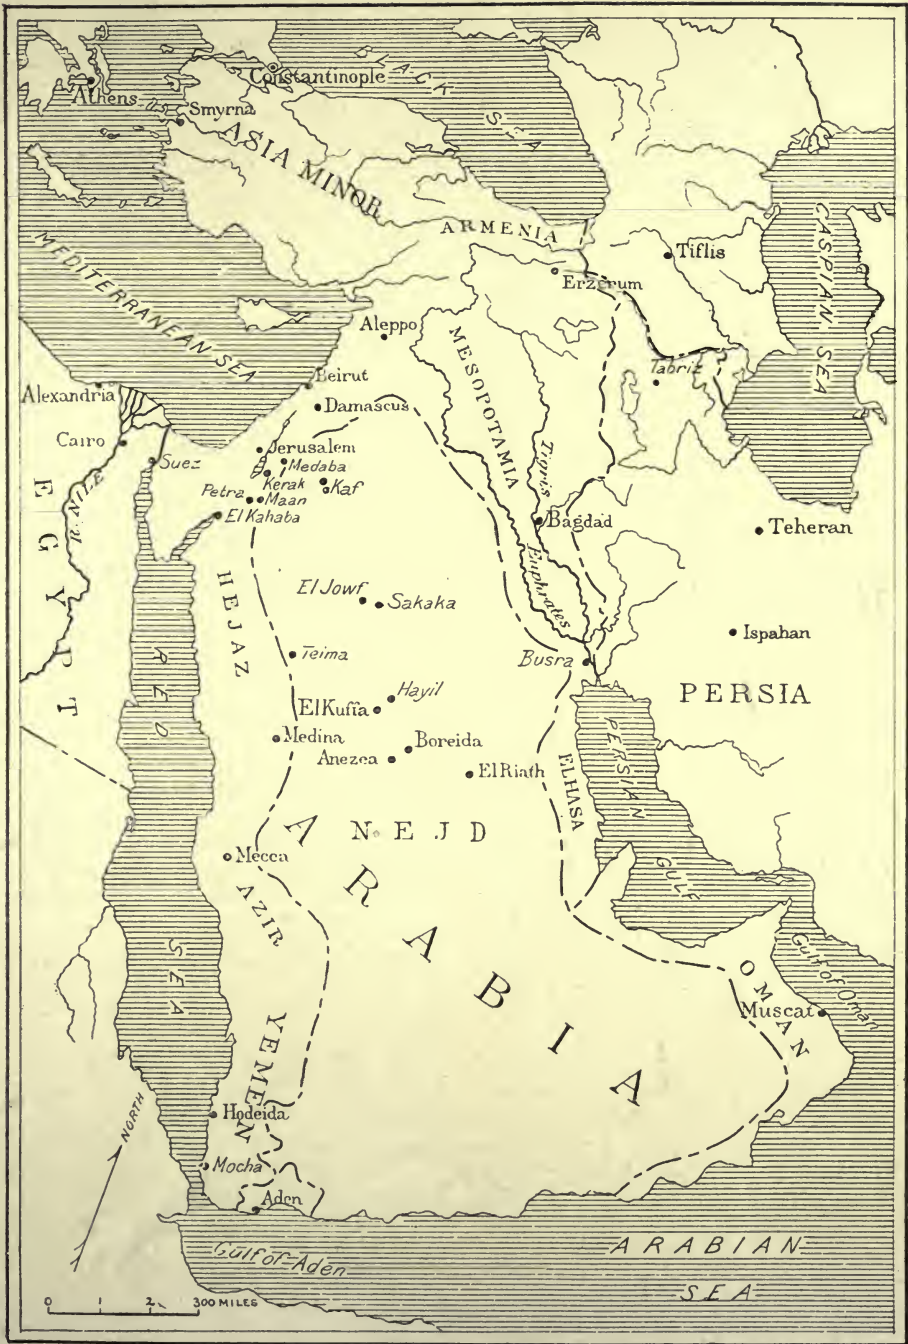 BLACK SEA
Constantinople
Athens
Smyrna
ASIA MINOR
ARMENIA
Tiflis
CASPIAN SEA
Erzerum
MEDITERRANEAN SEA
Aleppo
MESOPOTAMIA
Tabriz
Beirut
Alexandria
Damascus
Cairo
Jerusalem
Suez
Medaba
Tigris
Kerak
Kaf
R. NILE
Petra
Maan
EGYPT
El Kahaba
Bagdad
Teheran
Euphrates
HEJAZ
El Jowf
Sakaka
Ispahan
Teima
Busra
RED SEA
Hayil
PERSIA
El Kuffa
Medina
Boreida
Anezea
El Riath
EL HASA
PERSIAN GULF
NEJD
ARABIA
Mecca
AZIR
Gulf of Oman
OMAN
Muscat
YEMEN
NORTH
Hodeida
Mocha
Aden
Gulf of Aden
ARABIAN
SEA
0 1 2 300 MILES